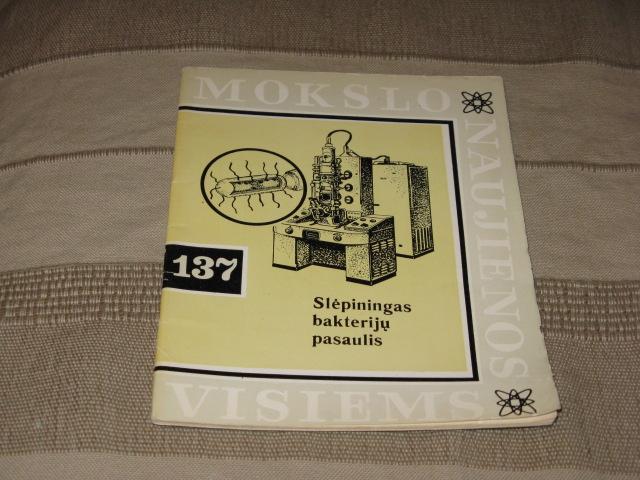 MOKSLO
NAUJIENOS
VISIEMS
137
Slėpiningas
bakterijų
pasaulis